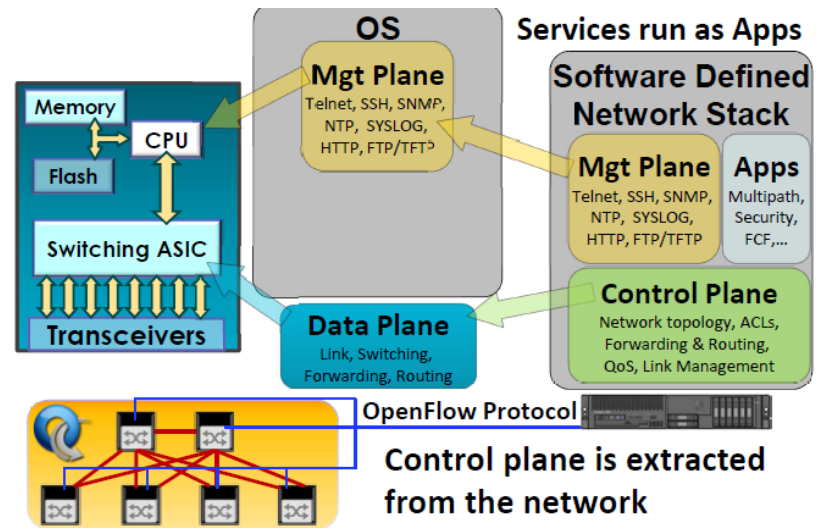 OS
Services run as Apps
Mgt Plane
Telnet, SSH, SNMP,
NTP, SYSLOG,
HTTP, FTP/TFTP
Software Defined
Network Stack
Mgt Plane
Telnet, SSH, SNMP,
NTP, SYSLOG,
HTTP, FTP/TFTP
Apps
Multipath,
Security,
FCF,...
Memory
CPU
Flash
Switching ASIC
Transceivers
Data Plane
Link, Switching,
Forwarding, Routing
Control Plane
Network topology, ACLs,
Forwarding & Routing,
QoS, Link Management
OpenFlow Protocol
Control plane is extracted
from the network